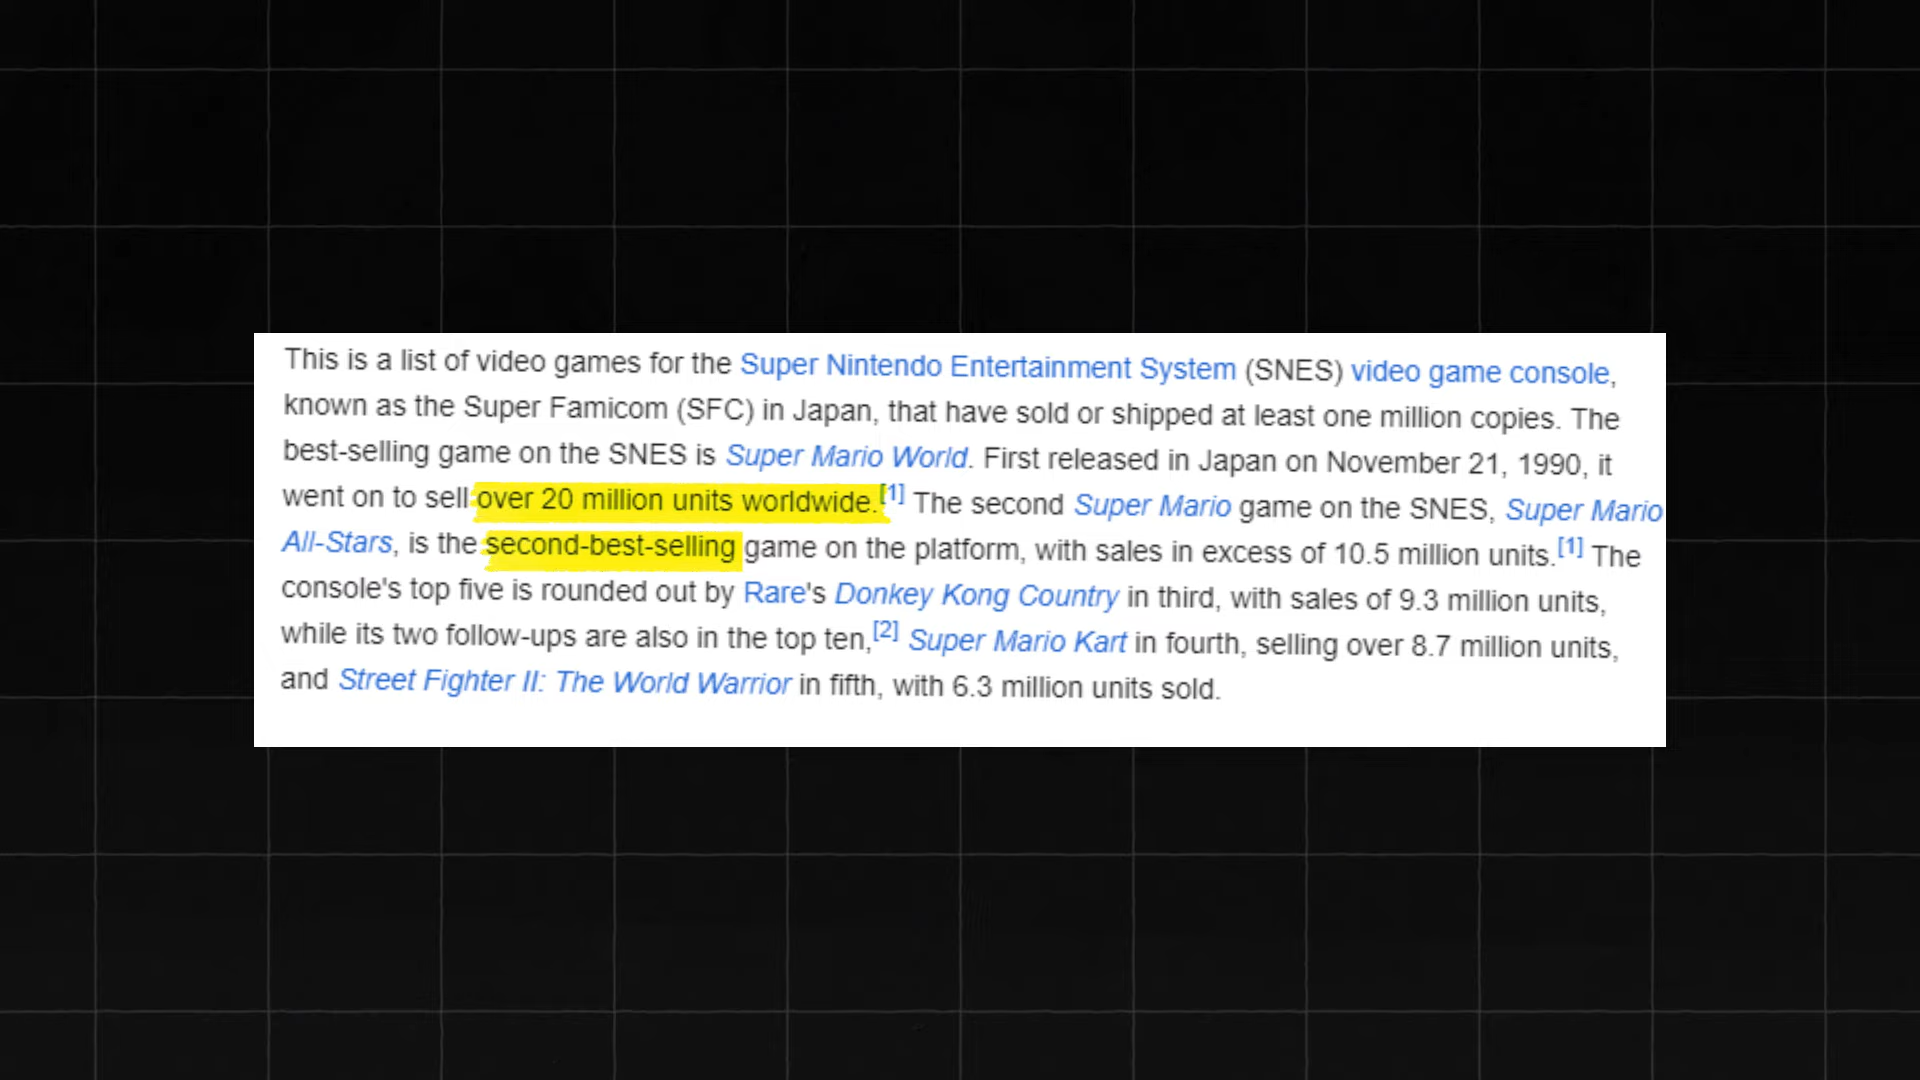 This is a list of video games for the Super Nintendo Entertainment System (SNES) video game console,
known as the Super Famicom (SFC) in Japan, that have sold or shipped at least one million copies. The
best-selling game on the SNES is Super Mario World. First released in Japan on November 21, 1990, it
went on to sell over 20 million units worldwide.[1] The second Super Mario game on the SNES, Super Mario
All-Stars, is the second-best-selling game on the platform, with sales in excess of 10.5 million units.[1] The
console's top five is rounded out by Rare's Donkey Kong Country in third, with sales of 9.3 million units,
while its two follow-ups are also in the top ten,[2] Super Mario Kart in fourth, selling over 8.7 million units,
and Street Fighter II: The World Warrior in fifth, with 6.3 million units sold.